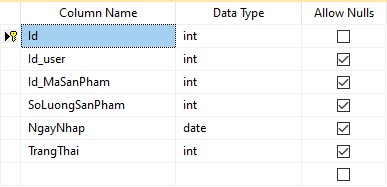 Column Name Data Type Allow Nulls
Id int
Id_user int
Id_MaSanPham int
SoLuongSanPham int
NgayNhap date
TrangThai int